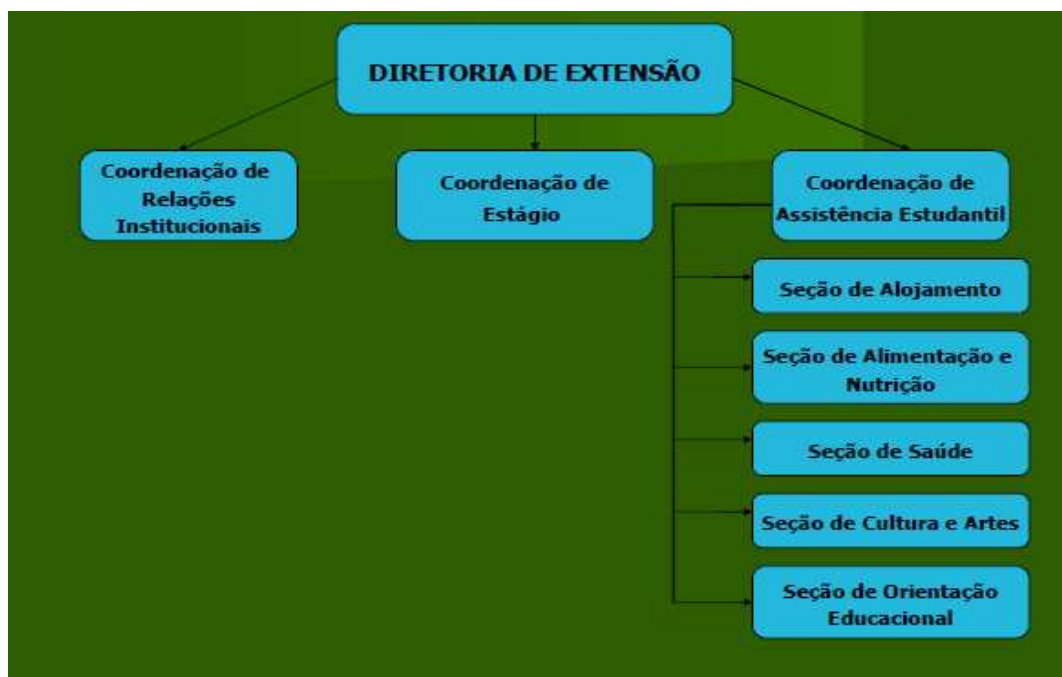 DIRETORIA DE EXTENSÃO
Coordenação de
Relações
Institucionais
Coordenação de
Estágio
Coordenação de
Assistência Estudantil
Seção de Alojamento
Seção de Alimentação e
Nutrição
Seção de Saúde
Seção de Cultura e Artes
Seção de Orientação
Educacional